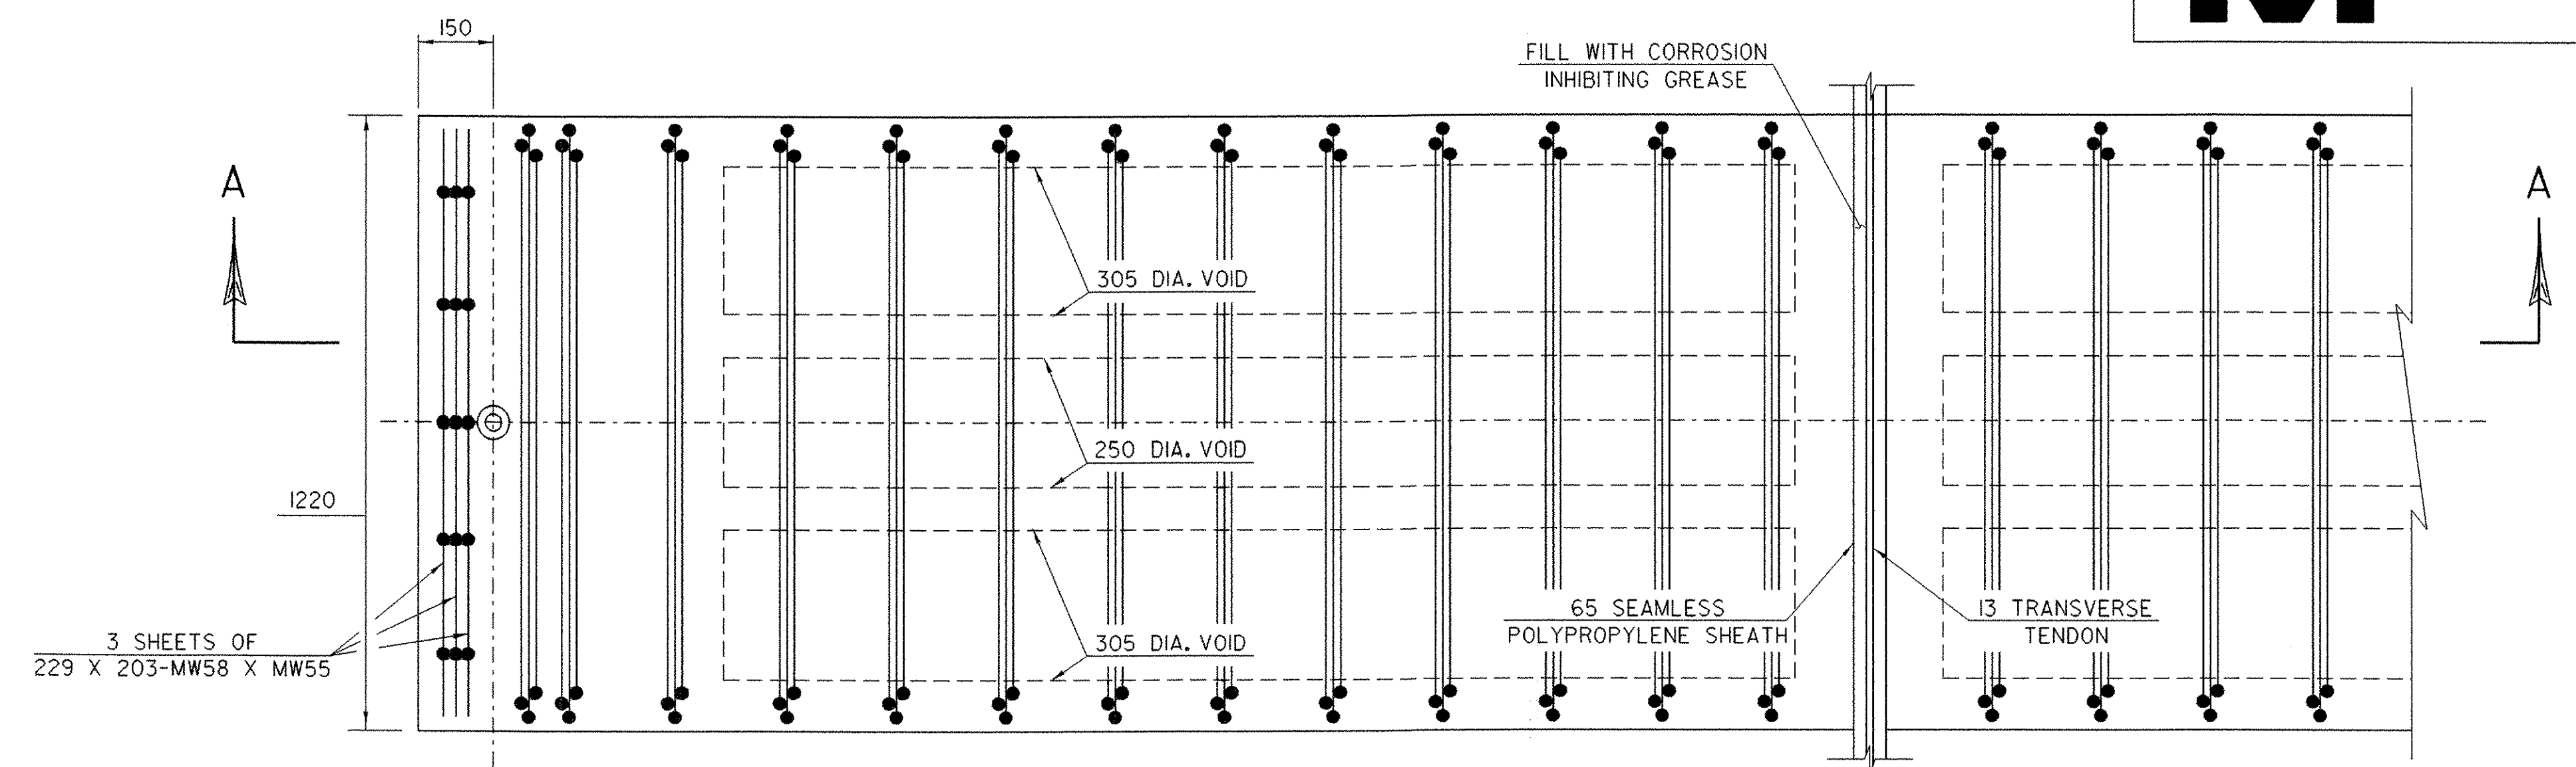 150
FILL WITH CORROSION
INHIBITING GREASE
A
A
305 DIA. VOID
250 DIA. VOID
1220
65 SEAMLESS
POLYPROPYLENE SHEATH
13 TRANSVERSE
TENDON
3 SHEETS OF
229 X 203-MW58 X MW55
305 DIA. VOID